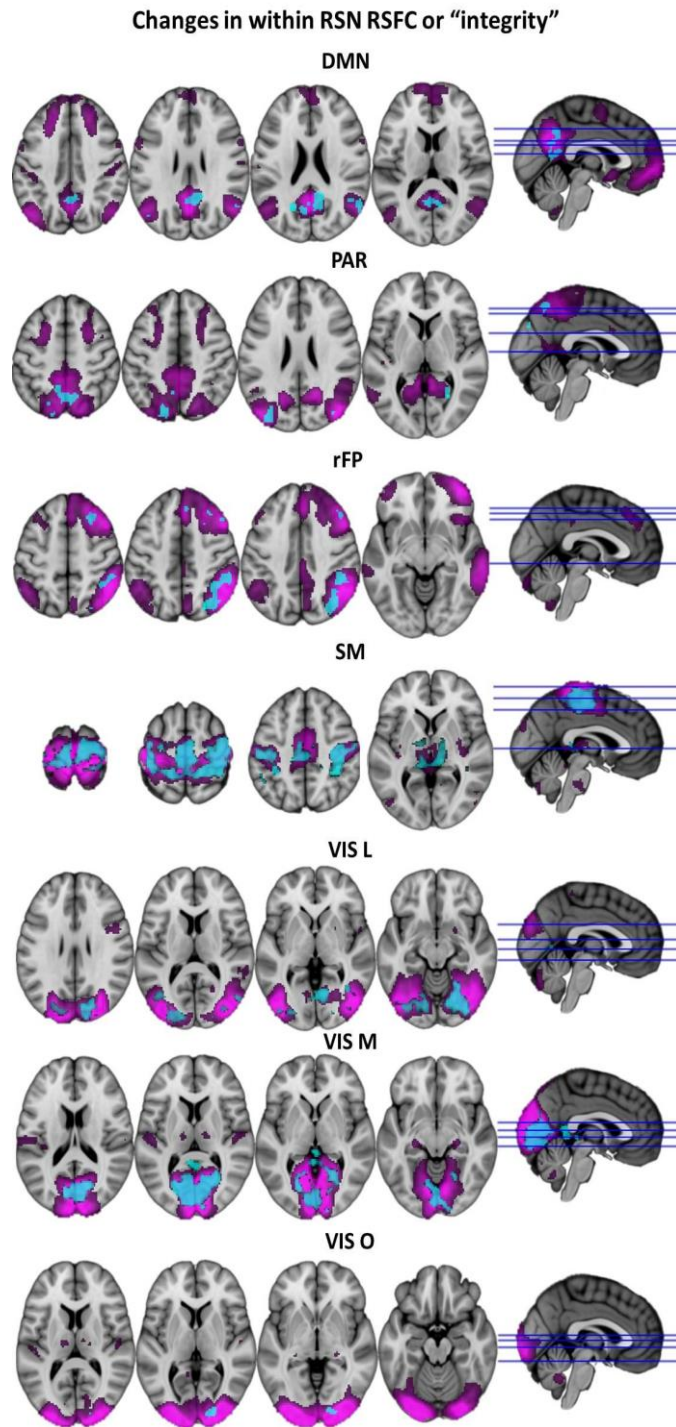 Changes in within RSN RSFC or “integrity”
DMN
PAR
rFP
SM
VIS L
VIS M
VIS O